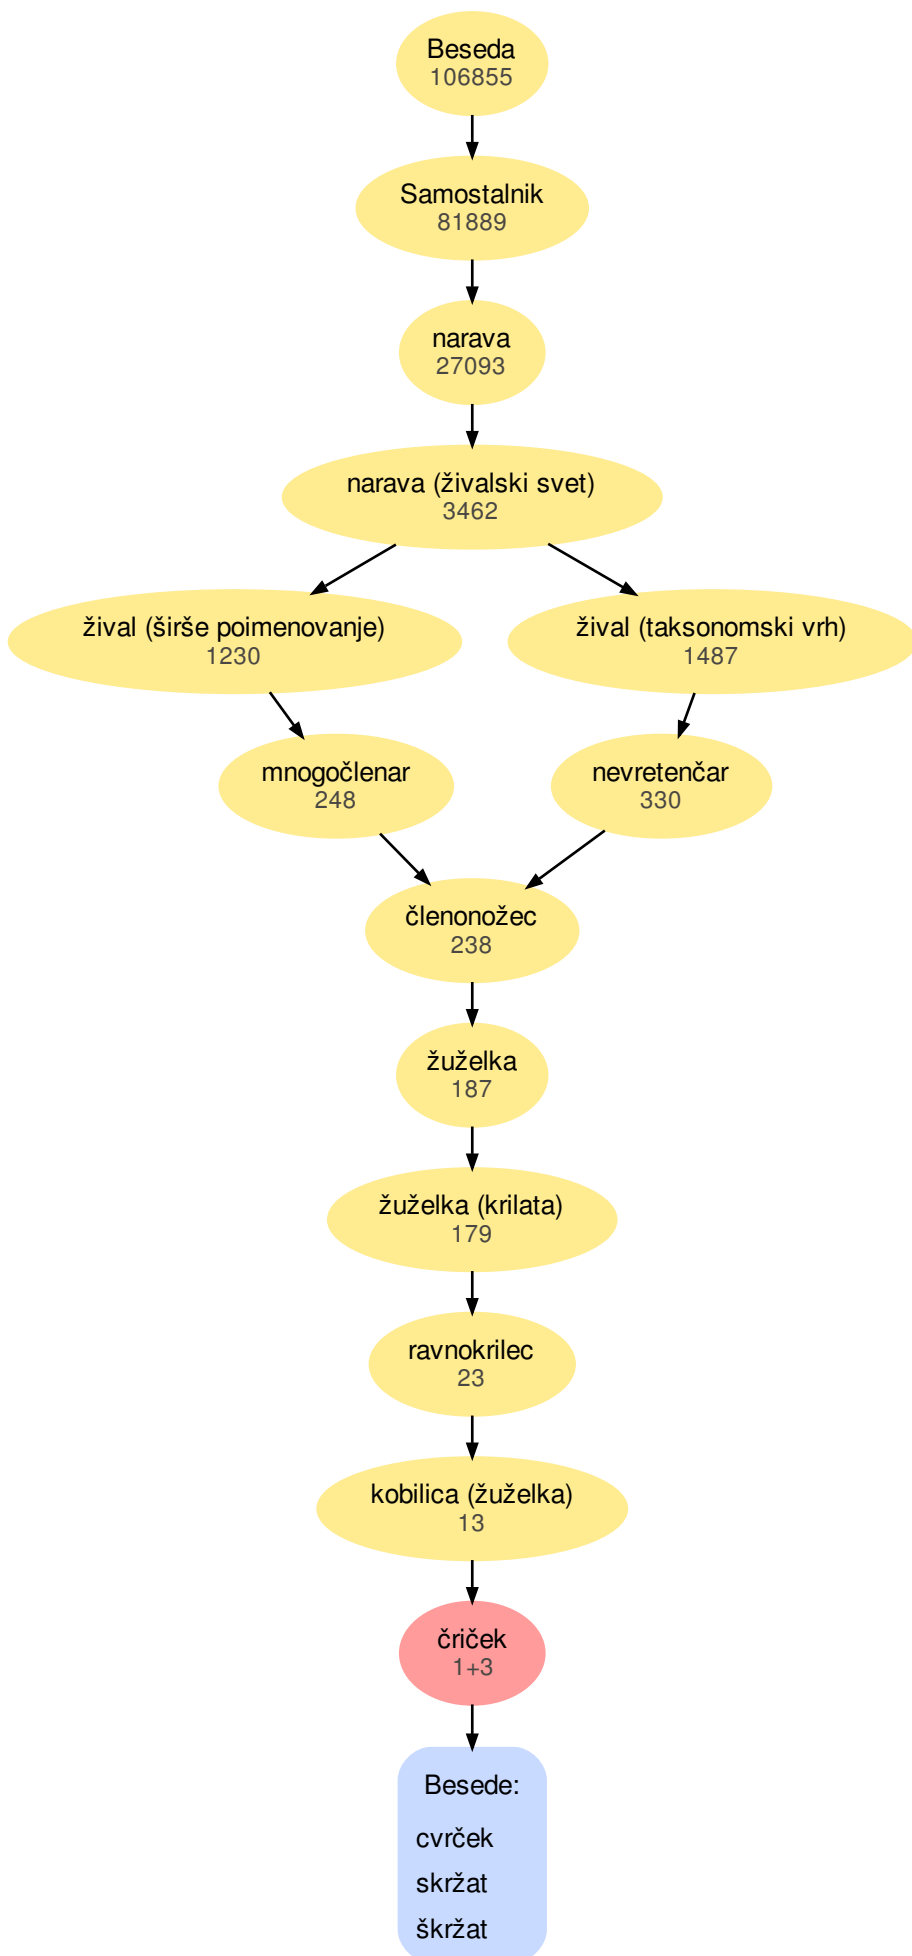 Beseda
106855
Samostalnik
81889
narava
27093
narava (živalski svet)
3462
žival (širše poimenovanje)
1230
žival (taksonomski vrh)
1487
mnogočlenar
248
nevretenčar
330
členonožec
238
žuželka
187
žuželka (krilata)
179
ravnokrilec
23
kobilica (žuželka)
13
čriček
1+3
Besede:
cvrček
skržat
škržat